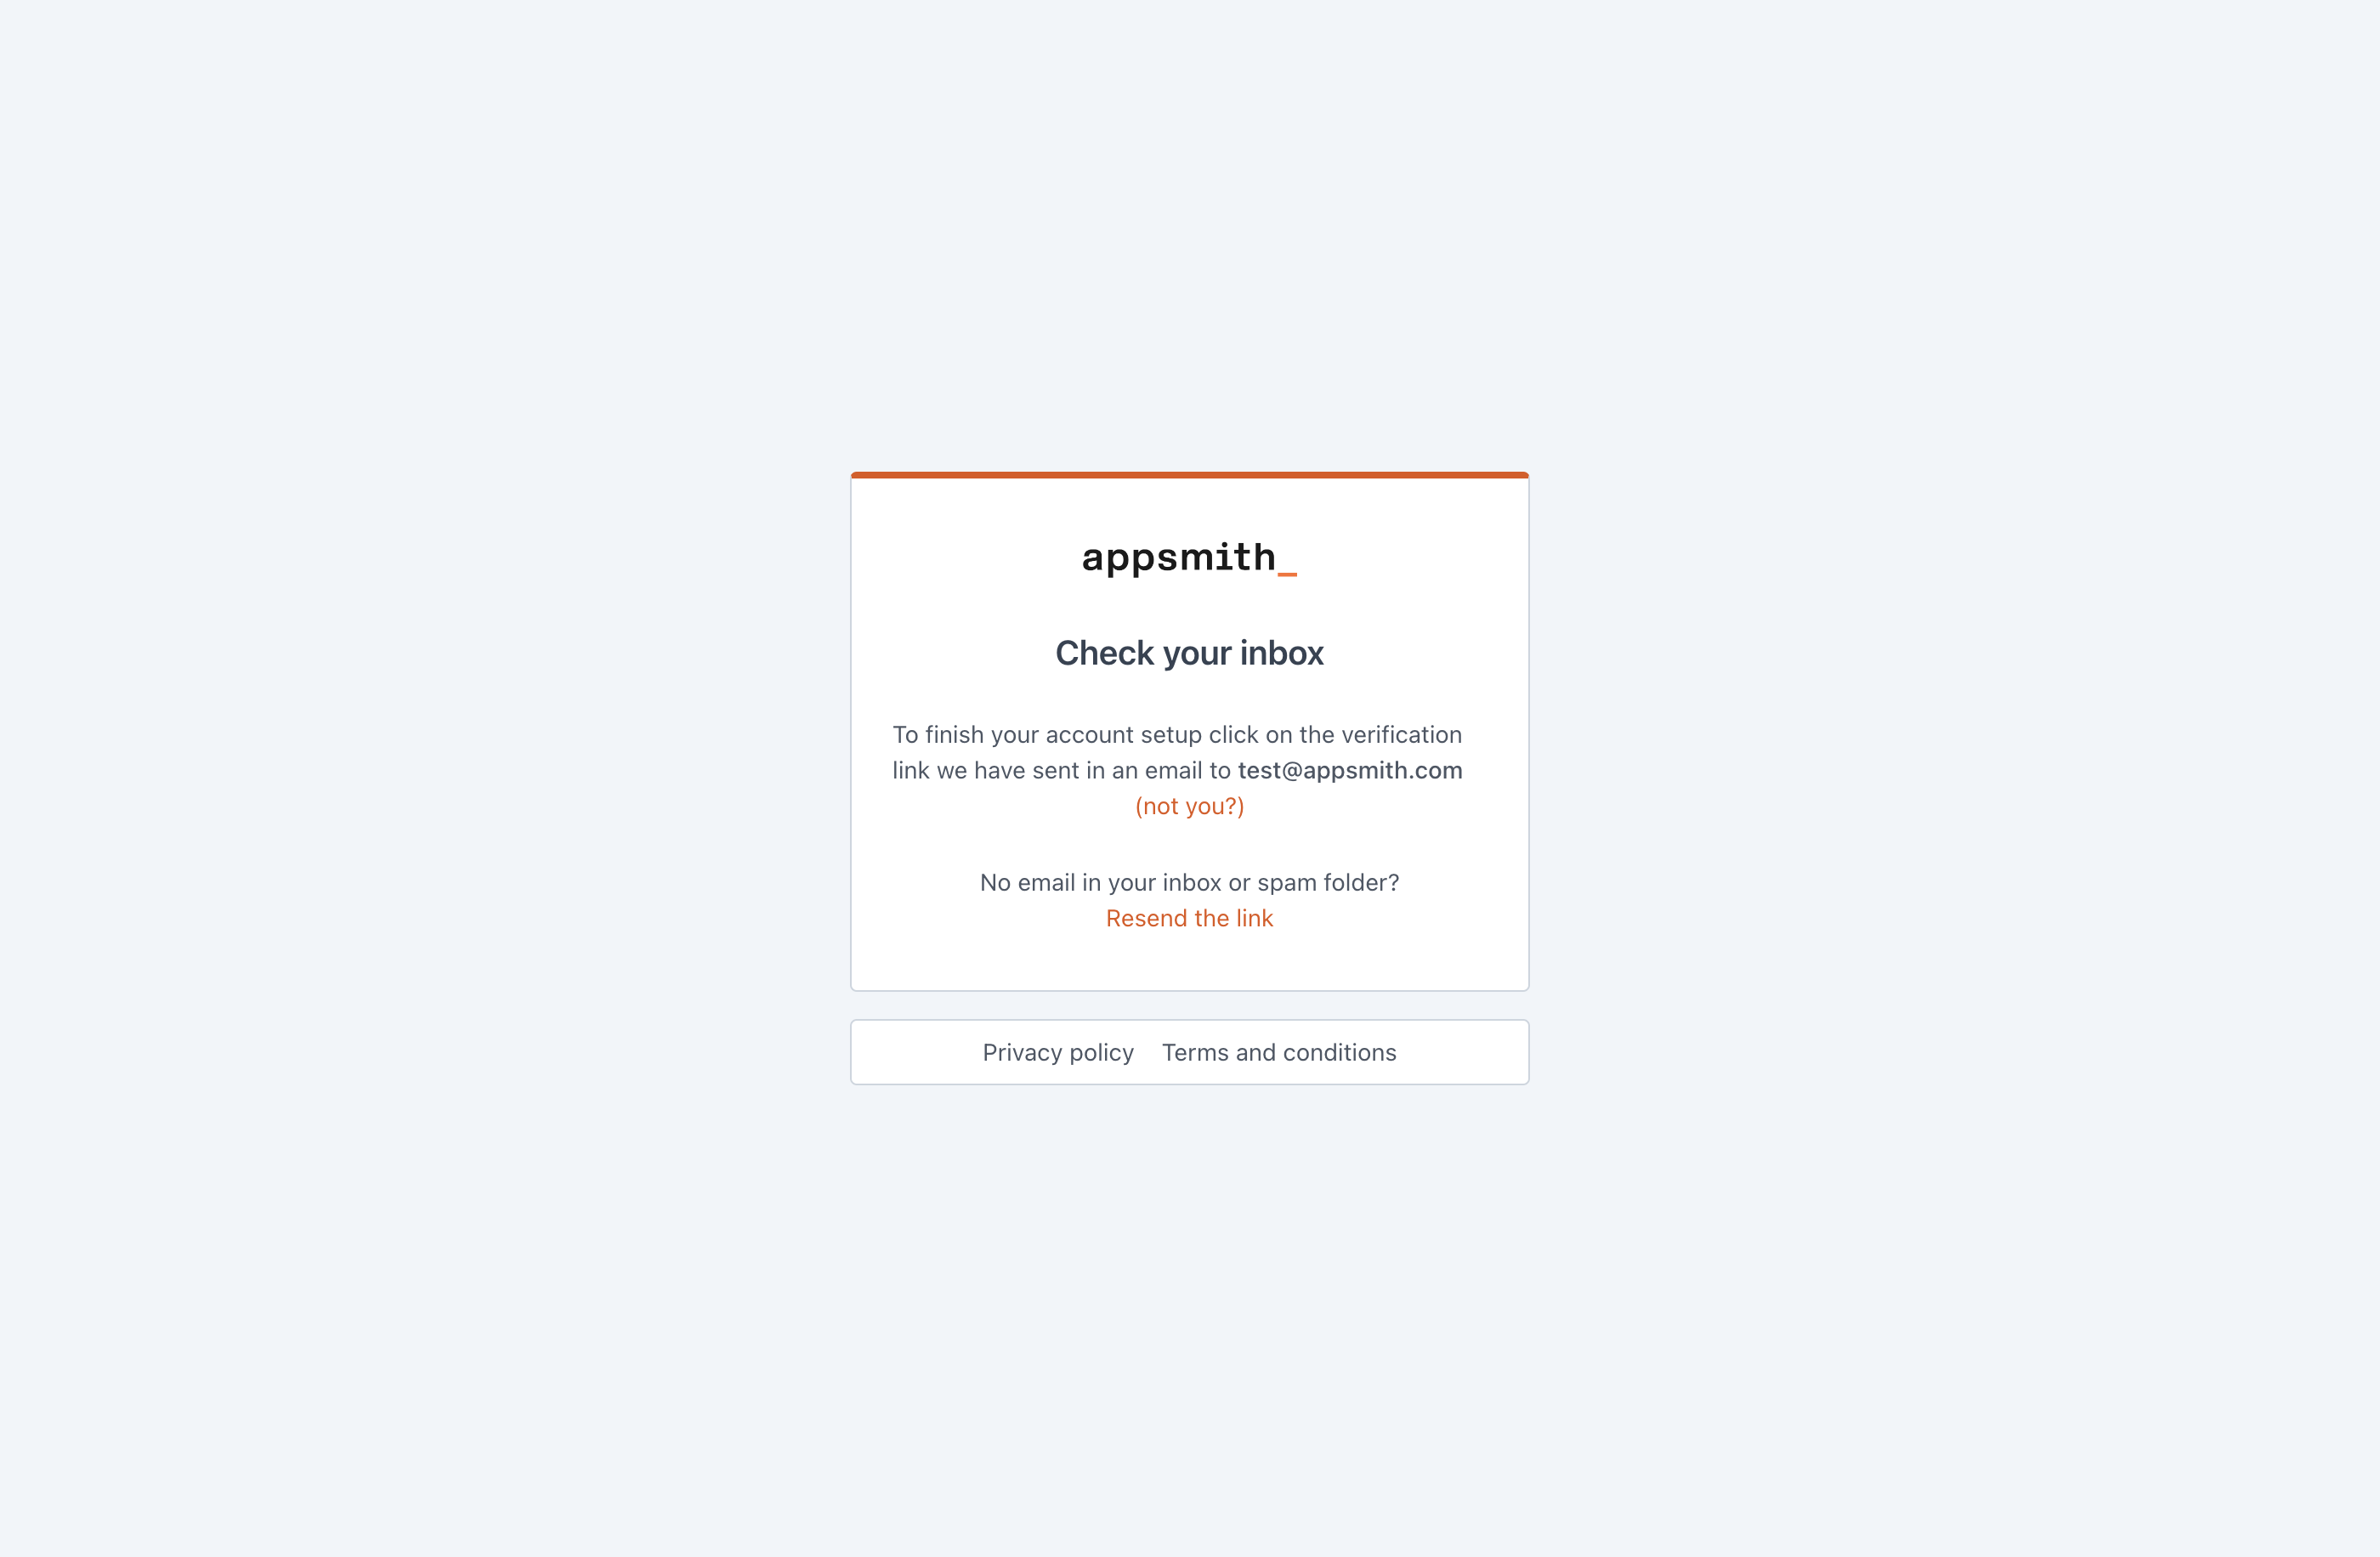 appsmith_
Check your inbox
To finish your account setup click on the verification
link we have sent in an email to test@appsmith.com
(not you?)
No email in your inbox or spam folder?
Resend the link
Privacy policy Terms and conditions